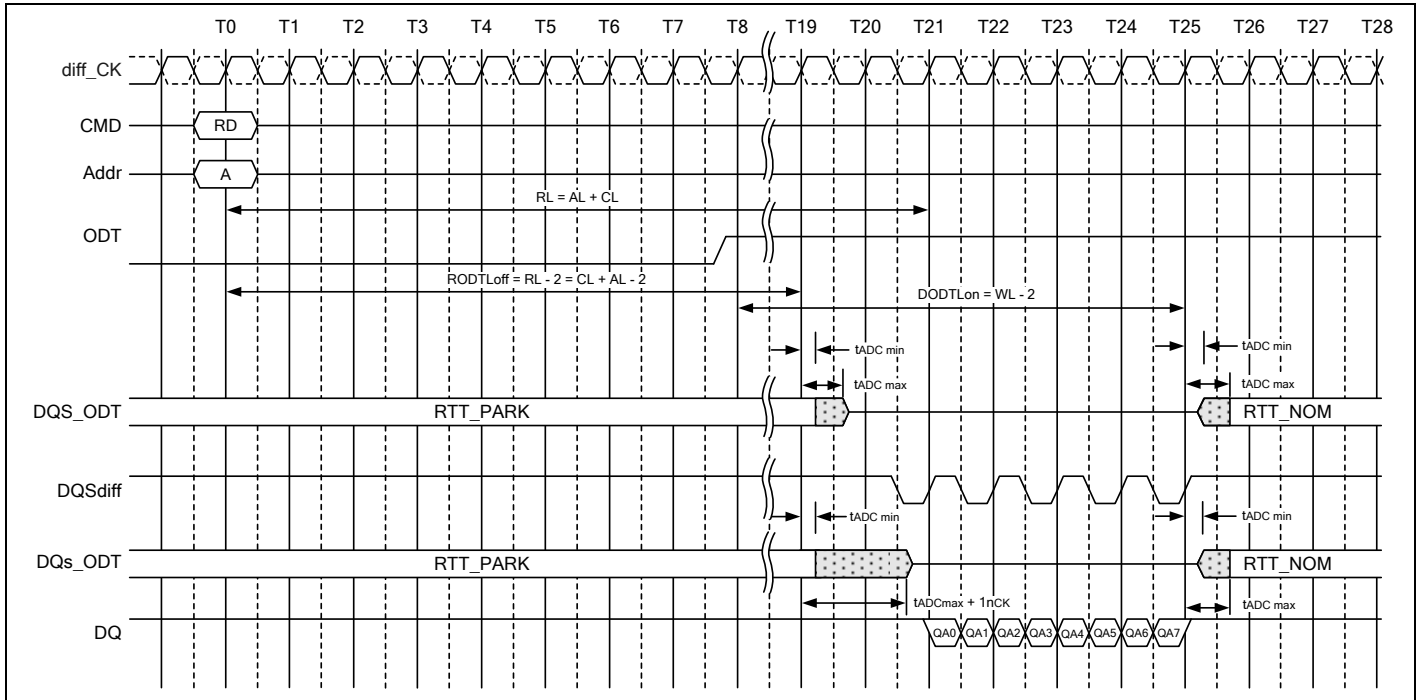 T0 T1 T2 T3 T4 T5 T6 T7 T8 T19 T20 T21 T22 T23 T24 T25 T26 T27 T28
diff_CK
CMD RD
Addr A
RL = AL + CL
ODT
RODTLoff = RL - 2 = CL + AL - 2
DODTLon = WL - 2
tADC min tADC min
tADC max tADC max
DQS_ODT RTT_PARK RTT_NOM
DQSdiff
tADC min tADC min
DQs_ODT RTT_PARK RTT_NOM
tADCmax + 1nCK tADC max
DQ QA0 QA1 QA2 QA3 QA4 QA5 QA6 QA7